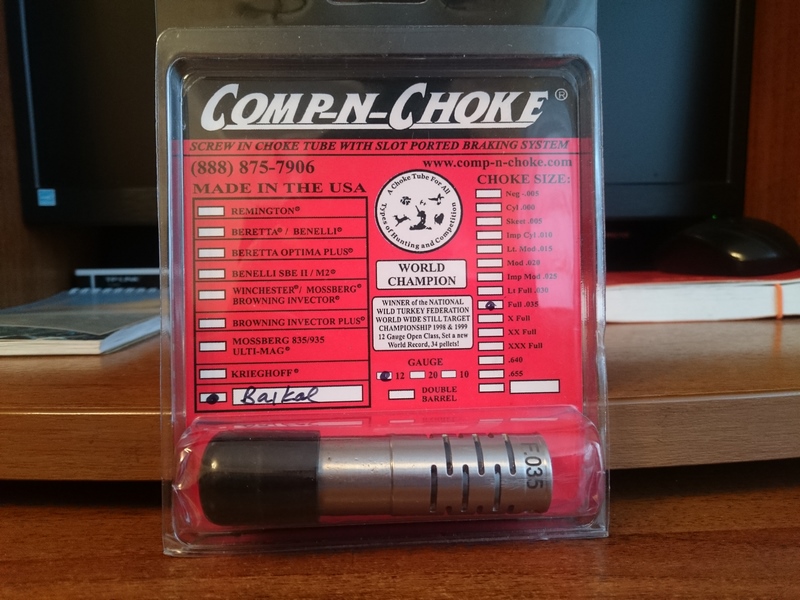 COMP-N-CHOKE®
SCREW IN CHOKE TUBE WITH SLOT PORTED BRAKING SYSTEM
(888) 875-7906
www.comp-n-choke.com
MADE IN THE USA
REMINGTON®
BERETTA® / BENELLI®
BERETTA OPTIMA PLUS®
BENELLI SBE II / M2®
WINCHESTER®/ MOSSBERG®
BROWNING INVECTOR®
BROWNING INVECTOR PLUS®
MOSSBERG 835/935
ULTI-MAG®
KRIEGHOFF®
Baikal
A Choke Tube For All
Types of Hunting and Competition
WORLD
CHAMPION
WINNER of the NATIONAL
WILD TURKEY FEDERATION
WORLD WIDE STILL TARGET
CHAMPIONSHIP 1998 & 1999
12 Gauge Open Class, Set a new
World Record, 34 pellets!
GAUGE
12 20 10
DOUBLE
BARREL
CHOKE SIZE:
Neg -.005
Cyl .000
Skeet .005
Imp Cyl .010
Lt. Mod .015
Mod .020
Imp Mod .025
Lt Full .030
Full .035
X Full
XX Full
XXX Full
.640
.655
F.035
TP-LINK